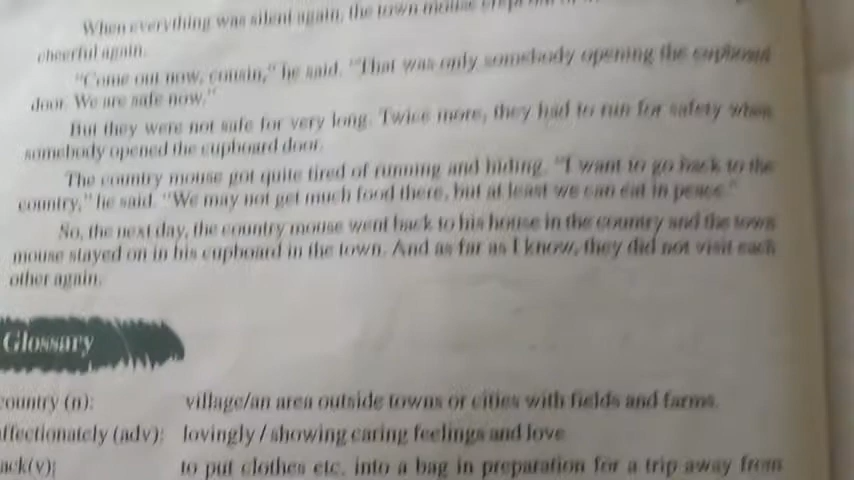 When everything was silent again, the town mouse crept out
cheerful again.
"Come out now, cousin," he said. "That was only somebody opening the cupboard
door. We are safe now."
But they were not safe for very long. Twice more, they had to run for safety when
somebody opened the cupboard door.
The country mouse got quite tired of running and hiding. "I want to go back to the
country," he said. "We may not get much food there, but at least we can eat in peace."
So, the next day, the country mouse went back to his house in the country and the town
mouse stayed on in his cupboard in the town. And as far as I know, they did not visit each
other again.
Glossary
country (n): village/an area outside towns or cities with fields and farms.
affectionately (adv): lovingly / showing caring feelings and love
ack(v): to put clothes etc. into a bag in preparation for a trip away from